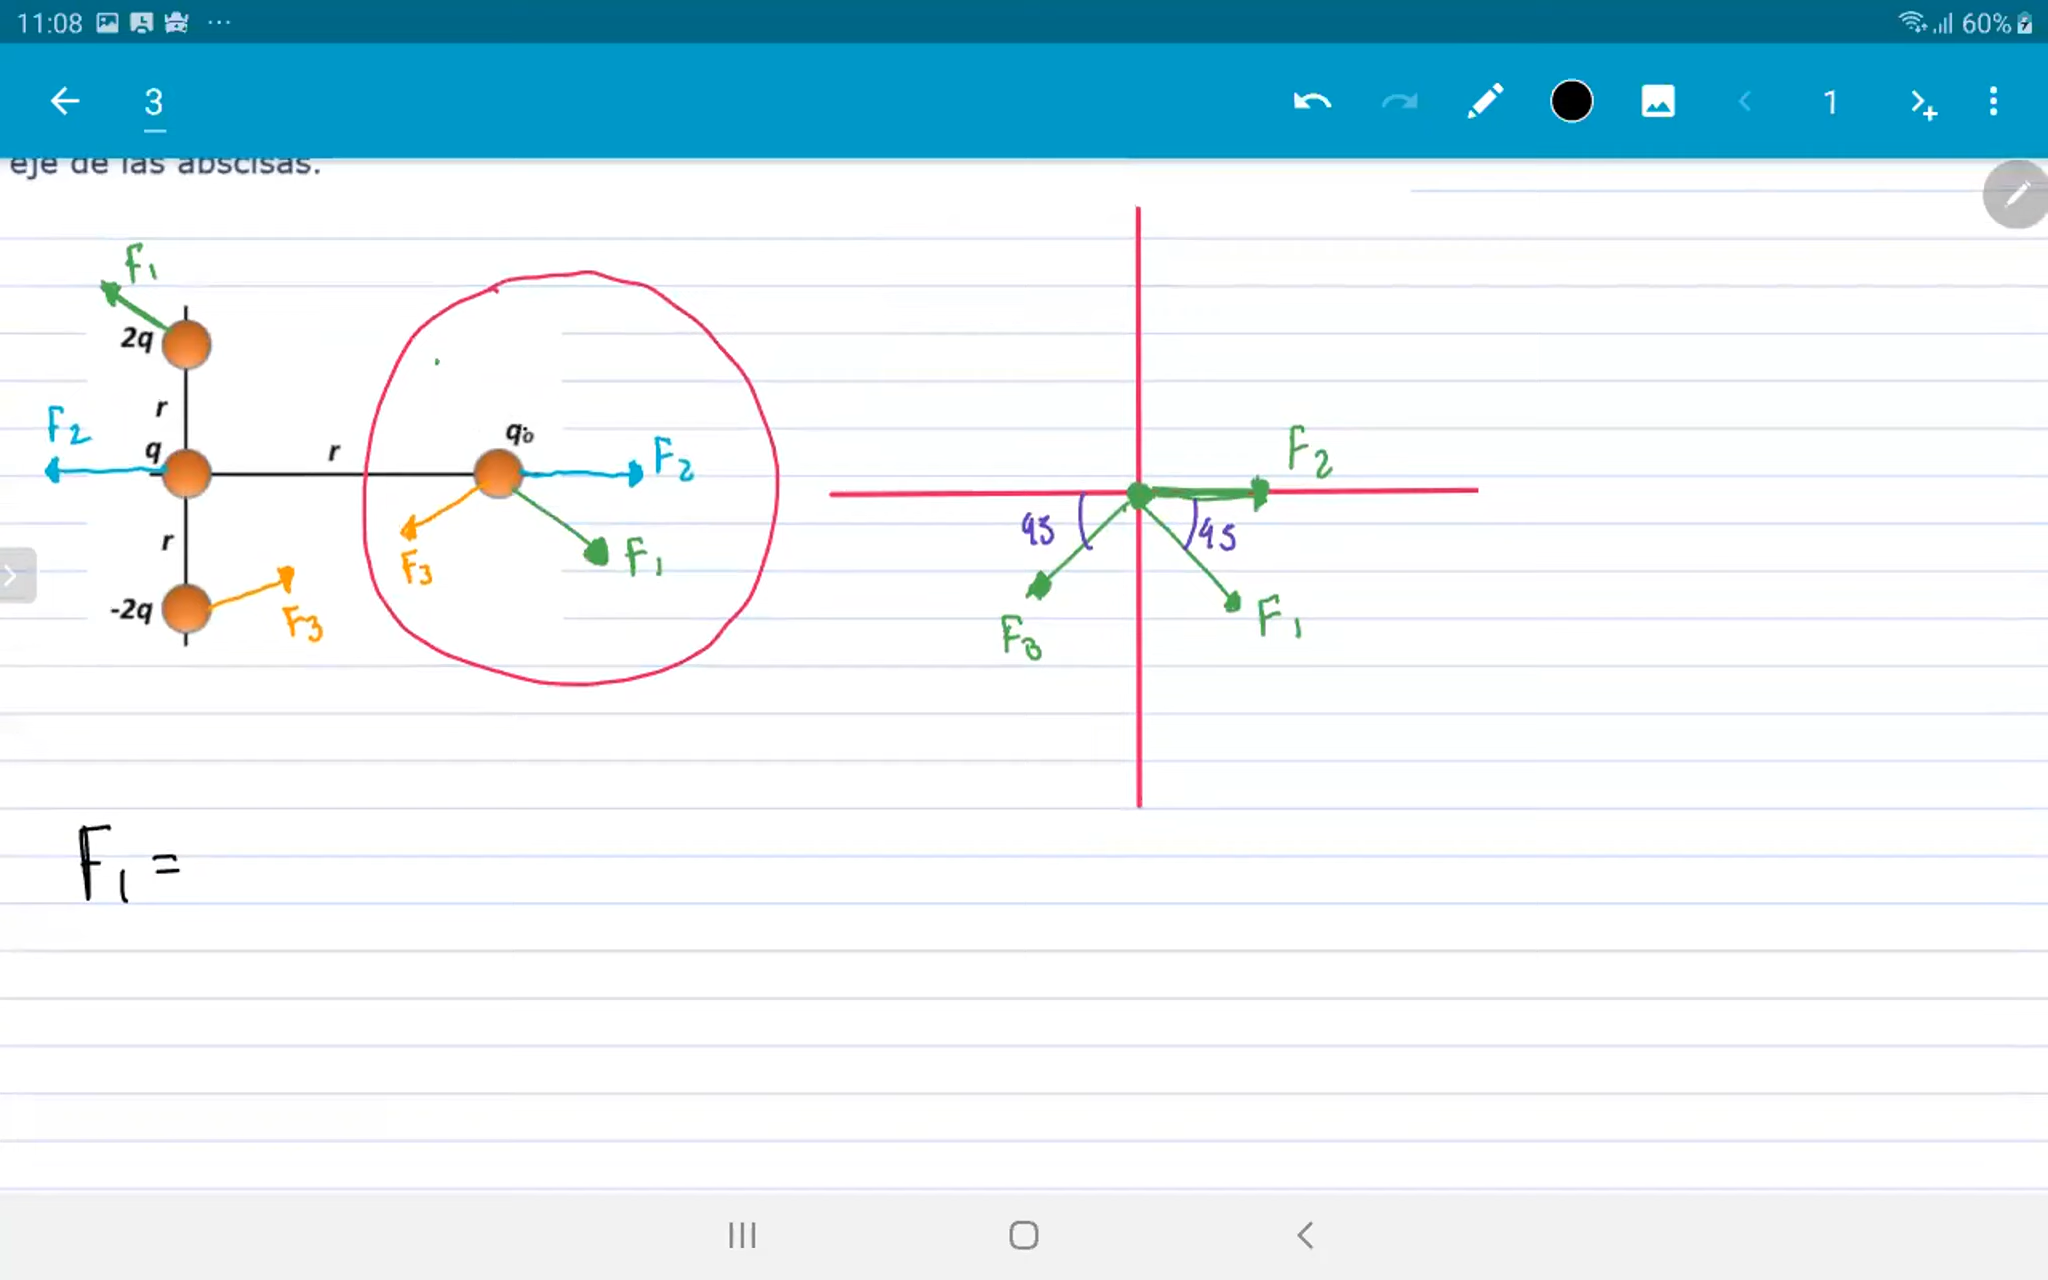 11:08 60%
3 1
eje de las abscisas.
F1
2q
r
F2
q
r
q0
F2
F3
F1
r
-2q
F3
F2
45
45
F3
F1
F1 =